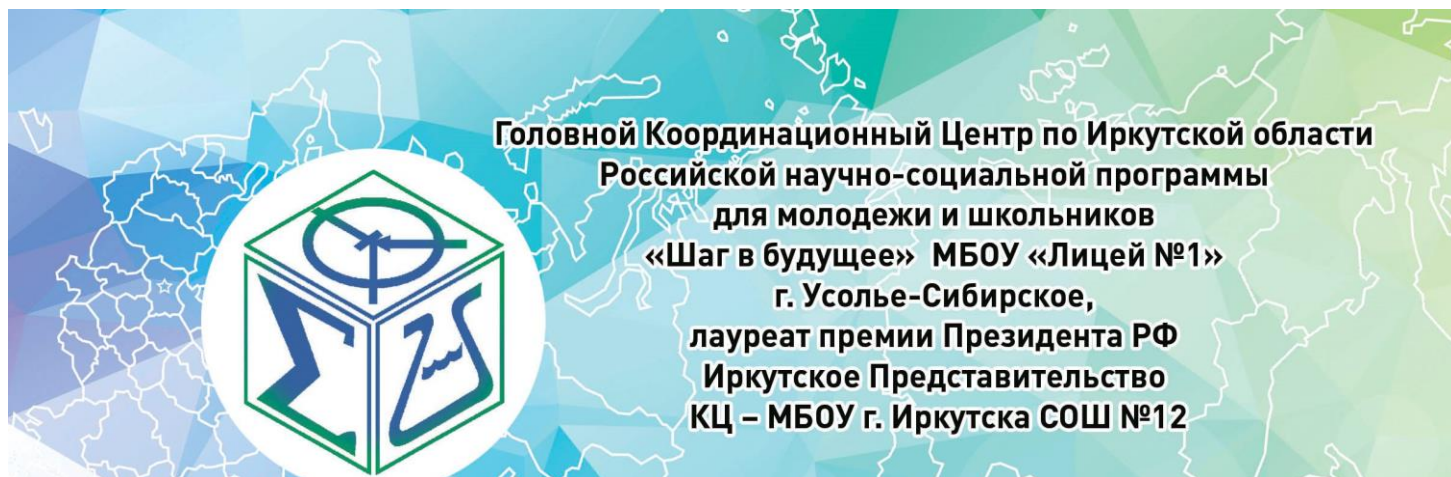 Головной Координационный Центр по Иркутской области
Российской научно-социальной программы
для молодежи и школьников
«Шаг в будущее» МБОУ «Лицей №1»
г. Усолье-Сибирское,
лауреат премии Президента РФ
Иркутское Представительство
КЦ – МБОУ г. Иркутска СОШ №12